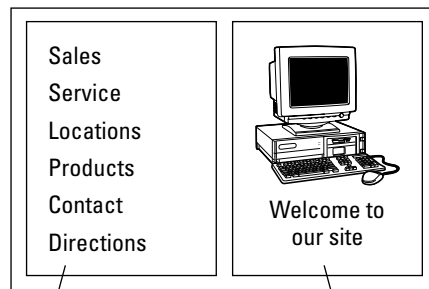 Sales
Service
Locations
Products
Contact
Directions
Welcome to
our site